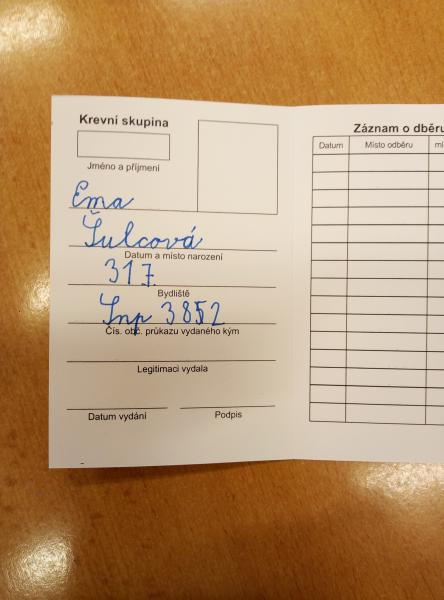 Krevní skupina
Jméno a příjmení
Ema
Šulcová
Datum a místo narození
317
Bydliště
Snp 3852
Čís. obč. průkazu vydaného kým
Legitimaci vydala
Datum vydání Podpis
Záznam o dběru
Datum Místo odběru